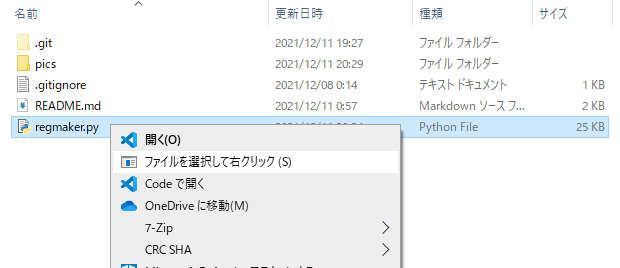 名前 更新日時 種類 サイズ
.git 2021/12/11 19:27 ファイル フォルダー
pics 2021/12/11 20:29 ファイル フォルダー
.gitignore 2021/12/08 0:14 テキスト ドキュメント 1 KB
README.md 2021/12/11 0:57 Markdown ソース フ... 2 KB
regmaker.py Python File 25 KB
開く(O)
ファイルを選択して右クリック (S)
Code で開く
OneDrive に移動(M)
7-Zip
CRC SHA